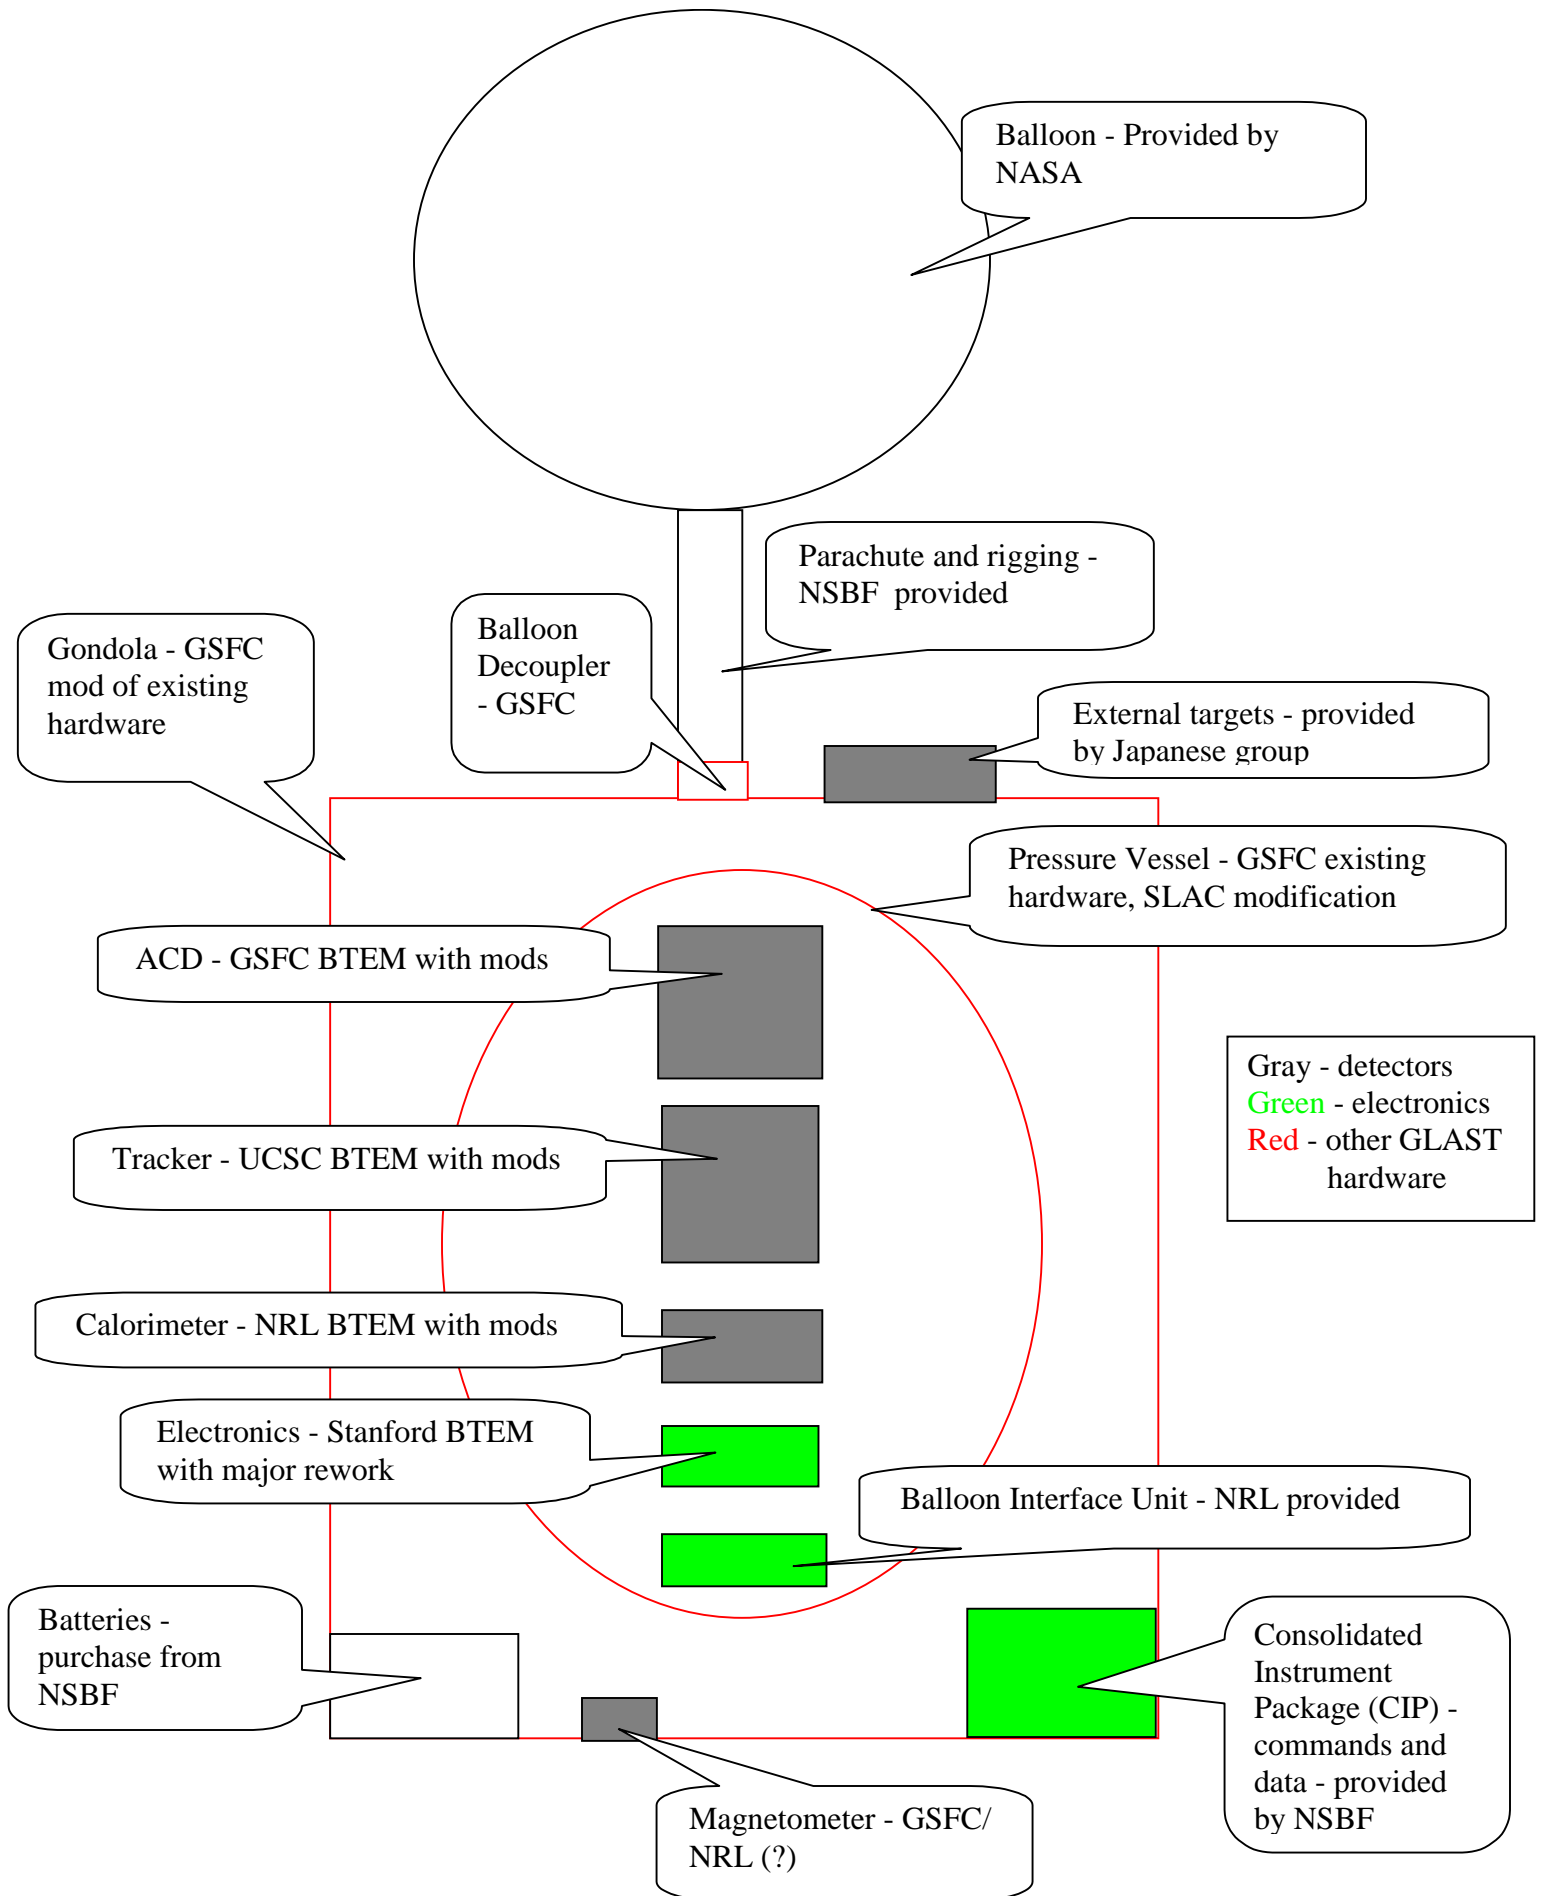 Balloon - Provided by
NASA
Parachute and rigging -
NSBF provided
Balloon
Decoupler
- GSFC
Gondola - GSFC
mod of existing
hardware
External targets - provided
by Japanese group
Pressure Vessel - GSFC existing
hardware, SLAC modification
ACD - GSFC BTEM with mods
Gray - detectors
Green - electronics
Red - other GLAST
hardware
Tracker - UCSC BTEM with mods
Calorimeter - NRL BTEM with mods
Electronics - Stanford BTEM
with major rework
Balloon Interface Unit - NRL provided
Batteries -
purchase from
NSBF
Consolidated
Instrument
Package (CIP) -
commands and
data - provided
by NSBF
Magnetometer - GSFC/
NRL (?)